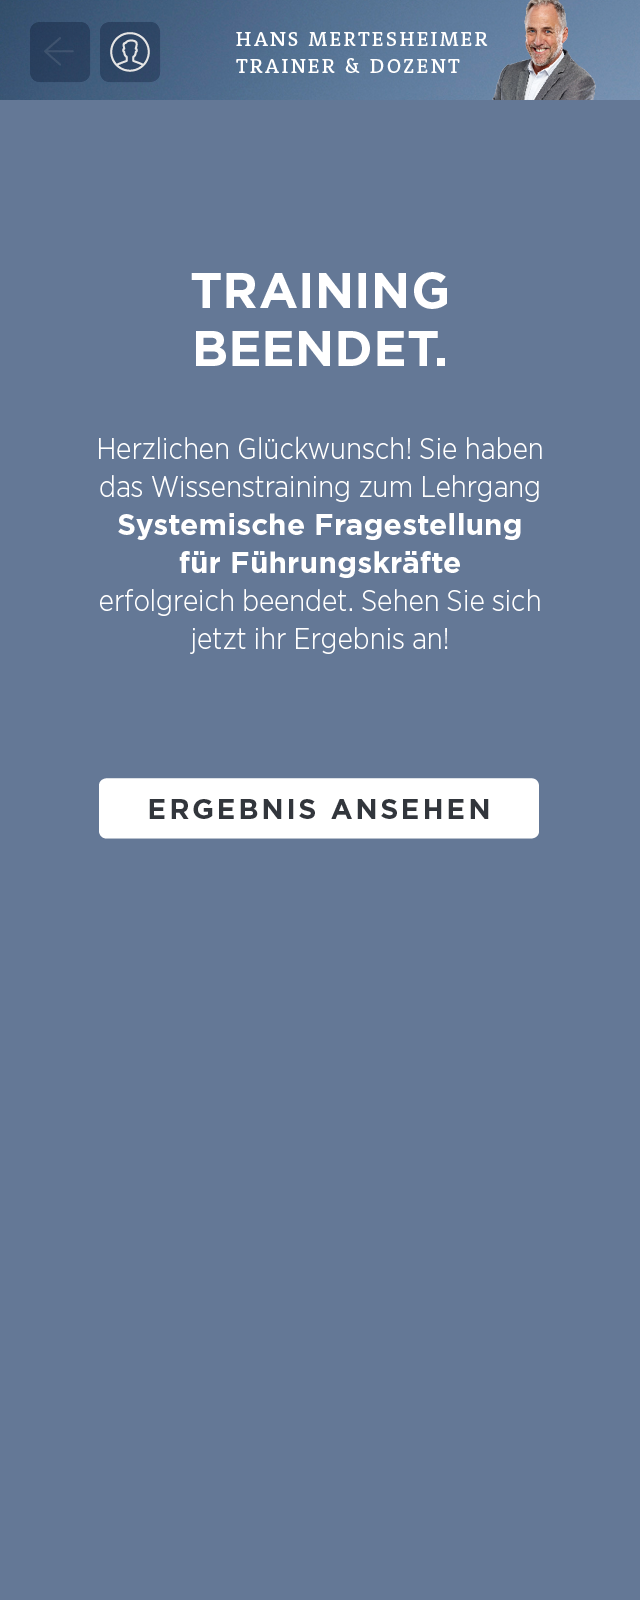 HANS MERTESHEIMER
TRAINER & DOZENT
TRAINING
BEENDET.
Herzlichen Glückwunsch! Sie haben
das Wissenstraining zum Lehrgang
Systemische Fragestellung
für Führungskräfte
erfolgreich beendet. Sehen Sie sich
jetzt ihr Ergebnis an!
ERGEBNIS ANSEHEN